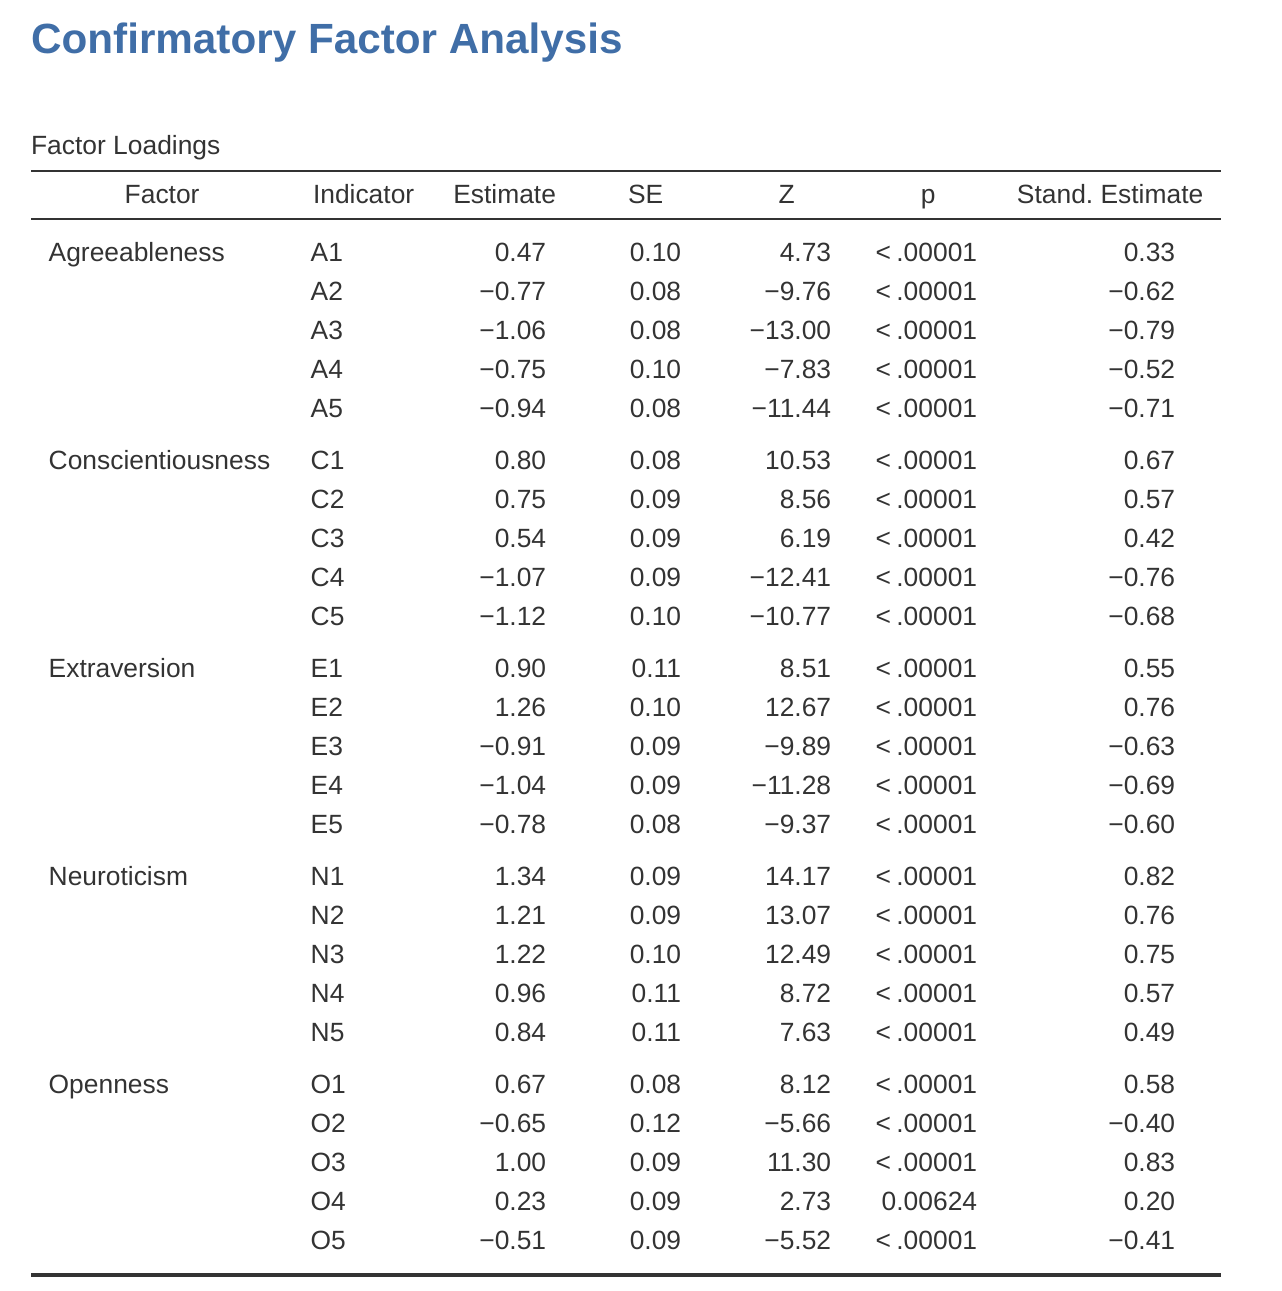 Confirmatory Factor Analysis
Factor Loadings
Factor Indicator Estimate SE Z p Stand. Estimate
Agreeableness A1 0.47 0.10 4.73 < .00001 0.33
A2 −0.77 0.08 −9.76 < .00001 −0.62
A3 −1.06 0.08 −13.00 < .00001 −0.79
A4 −0.75 0.10 −7.83 < .00001 −0.52
A5 −0.94 0.08 −11.44 < .00001 −0.71
Conscientiousness C1 0.80 0.08 10.53 < .00001 0.67
C2 0.75 0.09 8.56 < .00001 0.57
C3 0.54 0.09 6.19 < .00001 0.42
C4 −1.07 0.09 −12.41 < .00001 −0.76
C5 −1.12 0.10 −10.77 < .00001 −0.68
Extraversion E1 0.90 0.11 8.51 < .00001 0.55
E2 1.26 0.10 12.67 < .00001 0.76
E3 −0.91 0.09 −9.89 < .00001 −0.63
E4 −1.04 0.09 −11.28 < .00001 −0.69
E5 −0.78 0.08 −9.37 < .00001 −0.60
Neuroticism N1 1.34 0.09 14.17 < .00001 0.82
N2 1.21 0.09 13.07 < .00001 0.76
N3 1.22 0.10 12.49 < .00001 0.75
N4 0.96 0.11 8.72 < .00001 0.57
N5 0.84 0.11 7.63 < .00001 0.49
Openness O1 0.67 0.08 8.12 < .00001 0.58
O2 −0.65 0.12 −5.66 < .00001 −0.40
O3 1.00 0.09 11.30 < .00001 0.83
O4 0.23 0.09 2.73 0.00624 0.20
O5 −0.51 0.09 −5.52 < .00001 −0.41